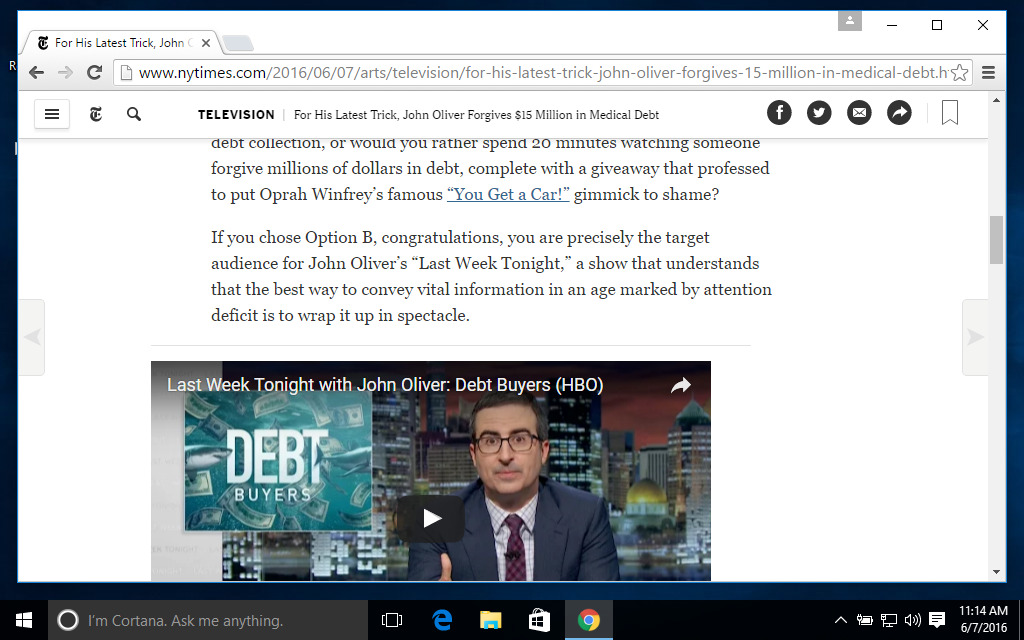 For His Latest Trick, John
www.nytimes.com/2016/06/07/arts/television/for-his-latest-trick-john-oliver-forgives-15-million-in-medical-debt.h
TELEVISION | For His Latest Trick, John Oliver Forgives $15 Million in Medical Debt
debt collection, or would you rather spend 20 minutes watching someone
forgive millions of dollars in debt, complete with a giveaway that professed
to put Oprah Winfrey’s famous “You Get a Car!” gimmick to shame?
If you chose Option B, congratulations, you are precisely the target
audience for John Oliver’s “Last Week Tonight,” a show that understands
that the best way to convey vital information in an age marked by attention
deficit is to wrap it up in spectacle.
Last Week Tonight with John Oliver: Debt Buyers (HBO)
DEBT
BUYERS
I'm Cortana. Ask me anything.
11:14 AM
6/7/2016